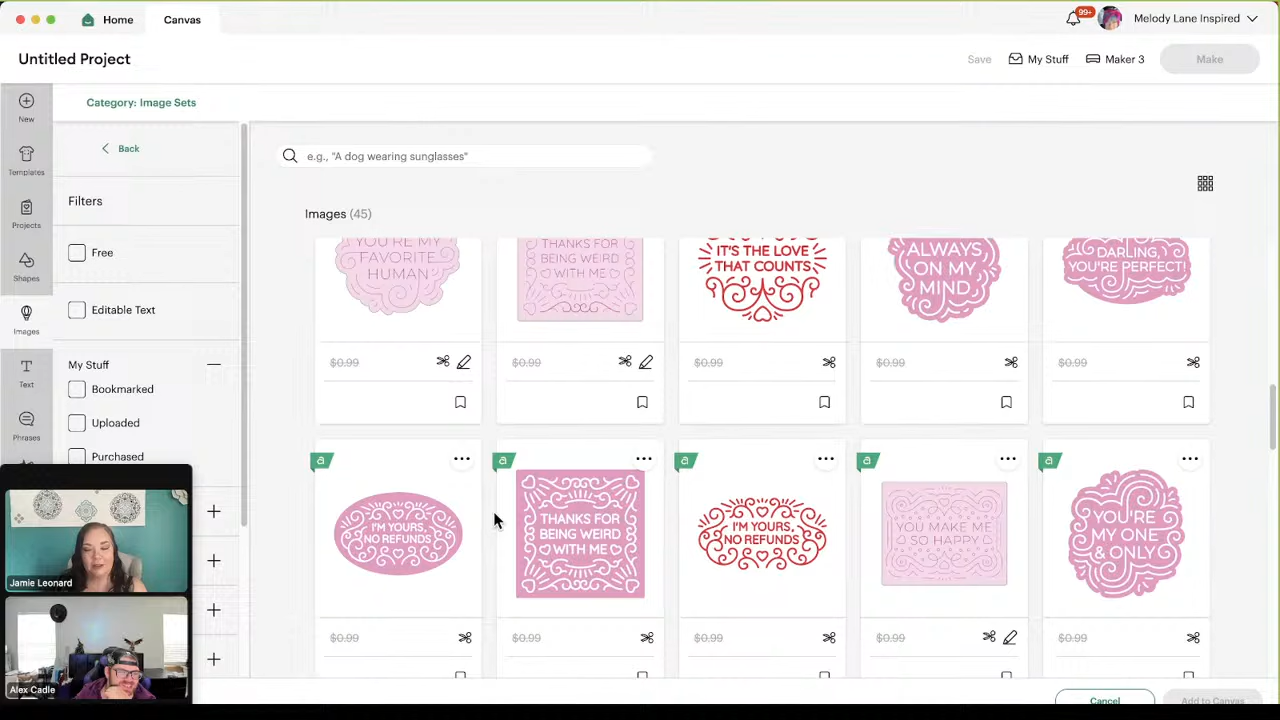 Home
Canvas
99+
Melody Lane Inspired
Untitled Project
Save
My Stuff
Maker 3
Make
New
Templates
Projects
Shapes
Images
Text
Phrases
Category: Image Sets
Back
Filters
Free
Editable Text
My Stuff
Bookmarked
Uploaded
Purchased
e.g., "A dog wearing sunglasses"
Images (45)
YOU'RE MY
FAVORITE
HUMAN
THANKS FOR
BEING WEIRD
WITH ME
IT'S THE LOVE
THAT COUNTS
ALWAYS
ON MY
MIND
DARLING,
YOU'RE PERFECT!
$0.99
$0.99
$0.99
$0.99
$0.99
a
a
a
a
a
I'M YOURS,
NO REFUNDS
THANKS FOR
BEING WEIRD
WITH ME
I'M YOURS,
NO REFUNDS
YOU MAKE ME
SO HAPPY
YOU'RE
MY ONE
& ONLY
$0.99
$0.99
$0.99
$0.99
$0.99
Cancel
Add to Canvas
Jamie Leonard
Alex Cadle